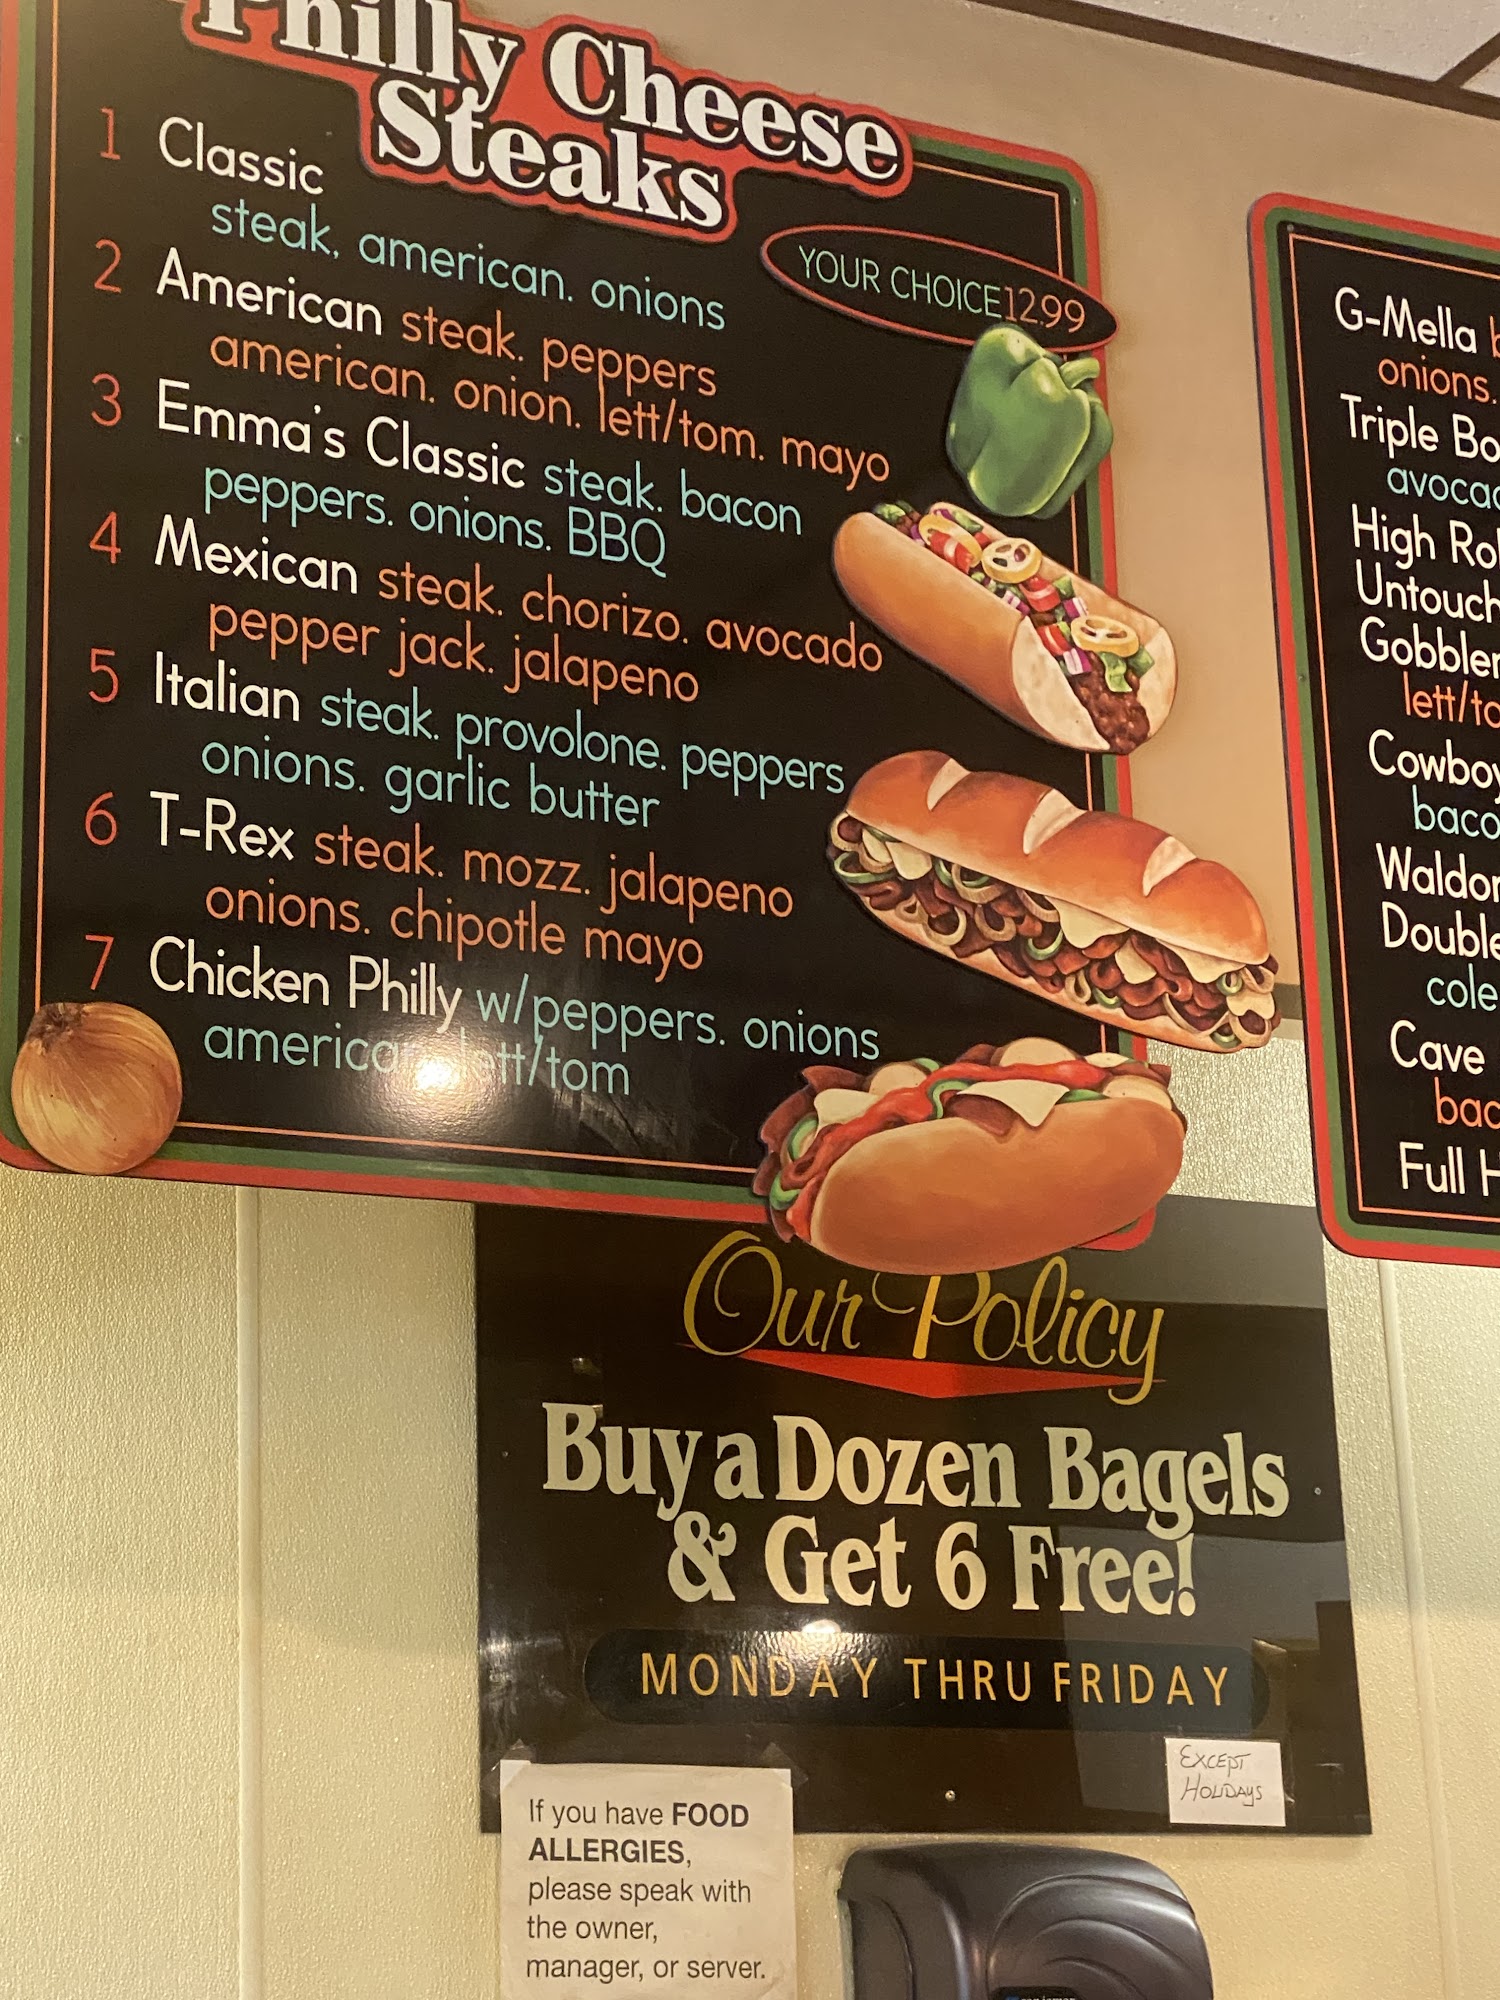 Philly Cheese
Steaks
YOUR CHOICE 12.99
1 Classic
steak. american. onions
2 American steak. peppers
american. onion. lett/tom. mayo
3 Emma's Classic steak. bacon
peppers. onions. BBQ
4 Mexican steak. chorizo. avocado
pepper jack. jalapeno
5 Italian steak. provolone. peppers
onions. garlic butter
6 T-Rex steak. mozz. jalapeno
onions. chipotle mayo
7 Chicken Philly w/peppers. onions
american. lett/tom
G-Mella
onions.
Triple
High
Cave
Full
Our Policy
Buy a Dozen Bagels
& Get 6 Free!
MONDAY THRU FRIDAY
EXCEPT
HOLIDAYS
If you have FOOD
ALLERGIES,
please speak with
the owner,
manager, or server.